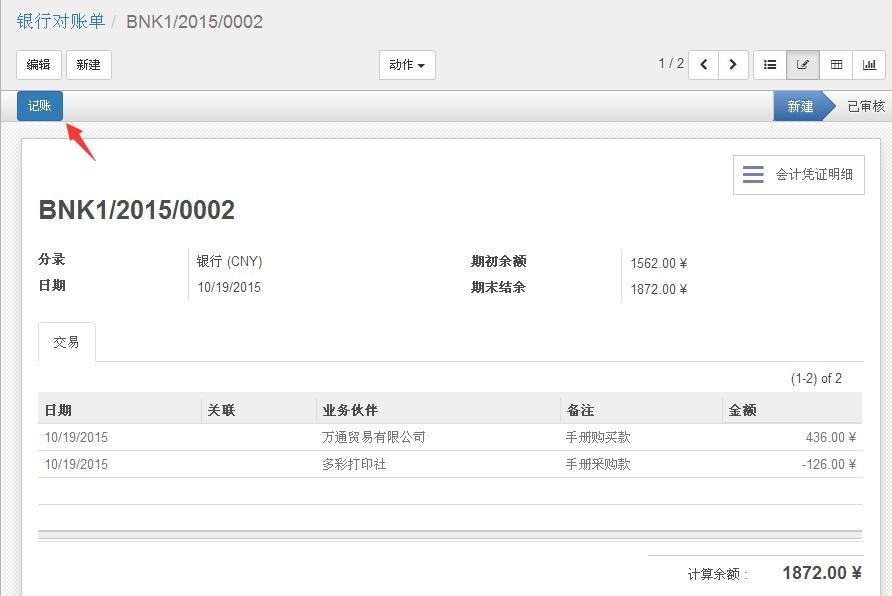 银行对账单 / BNK1/2015/0002
编辑 新建 动作 1 / 2
记账 新建 已审核
会计凭证明细
BNK1/2015/0002
分录 银行 (CNY) 期初余额 1562.00 ¥
日期 10/19/2015 期末结余 1872.00 ¥
交易
(1-2) of 2
日期 关联 业务伙伴 备注 金额
10/19/2015 万通贸易有限公司 手册购买款 436.00 ¥
10/19/2015 多彩打印社 手册采购款 -126.00 ¥
计算余额 : 1872.00 ¥